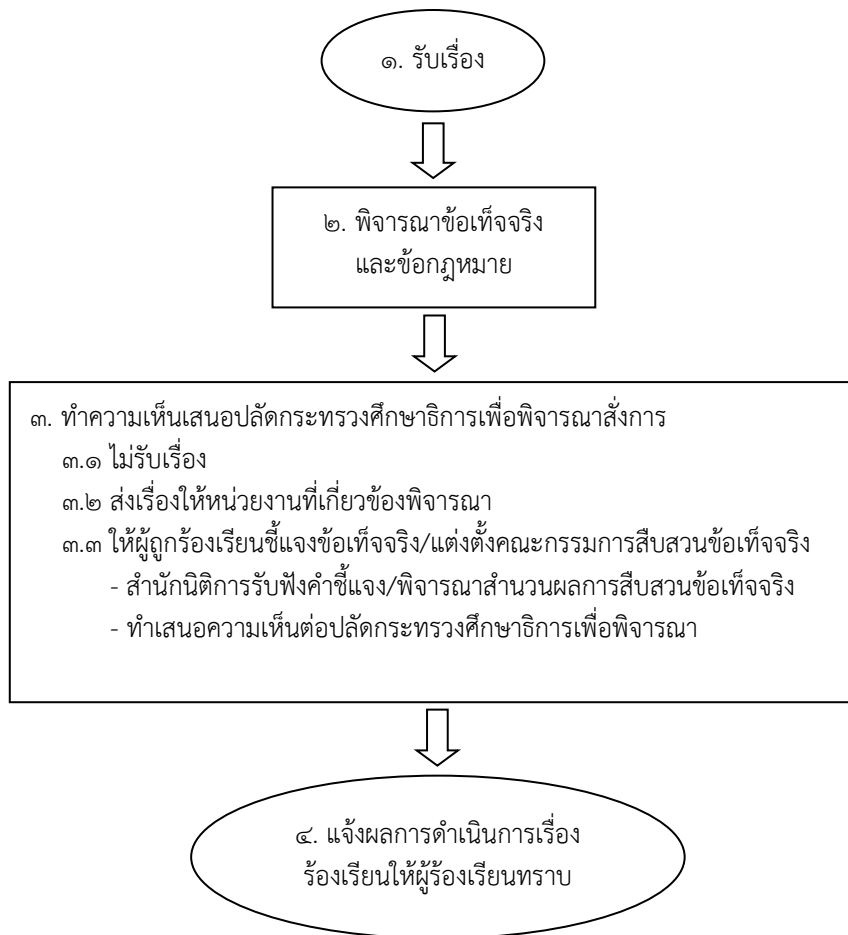 ๑. รับเรื่อง
๒. พิจารณาข้อเท็จจริง
และข้อกฎหมาย
๓. ทำความเห็นเสนอปลัดกระทรวงศึกษาธิการเพื่อพิจารณาสั่งการ
๓.๑ ไม่รับเรื่อง
๓.๒ ส่งเรื่องให้หน่วยงานที่เกี่ยวข้องพิจารณา
๓.๓ ให้ผู้ถูกร้องเรียนชี้แจงข้อเท็จจริง/แต่งตั้งคณะกรรมการสืบสวนข้อเท็จจริง
- สำนักนิติการรับฟังคำชี้แจง/พิจารณาสำนวนผลการสืบสวนข้อเท็จจริง
- ทำเสนอความเห็นต่อปลัดกระทรวงศึกษาธิการเพื่อพิจารณา
๔. แจ้งผลการดำเนินการเรื่อง
ร้องเรียนให้ผู้ร้องเรียนทราบ